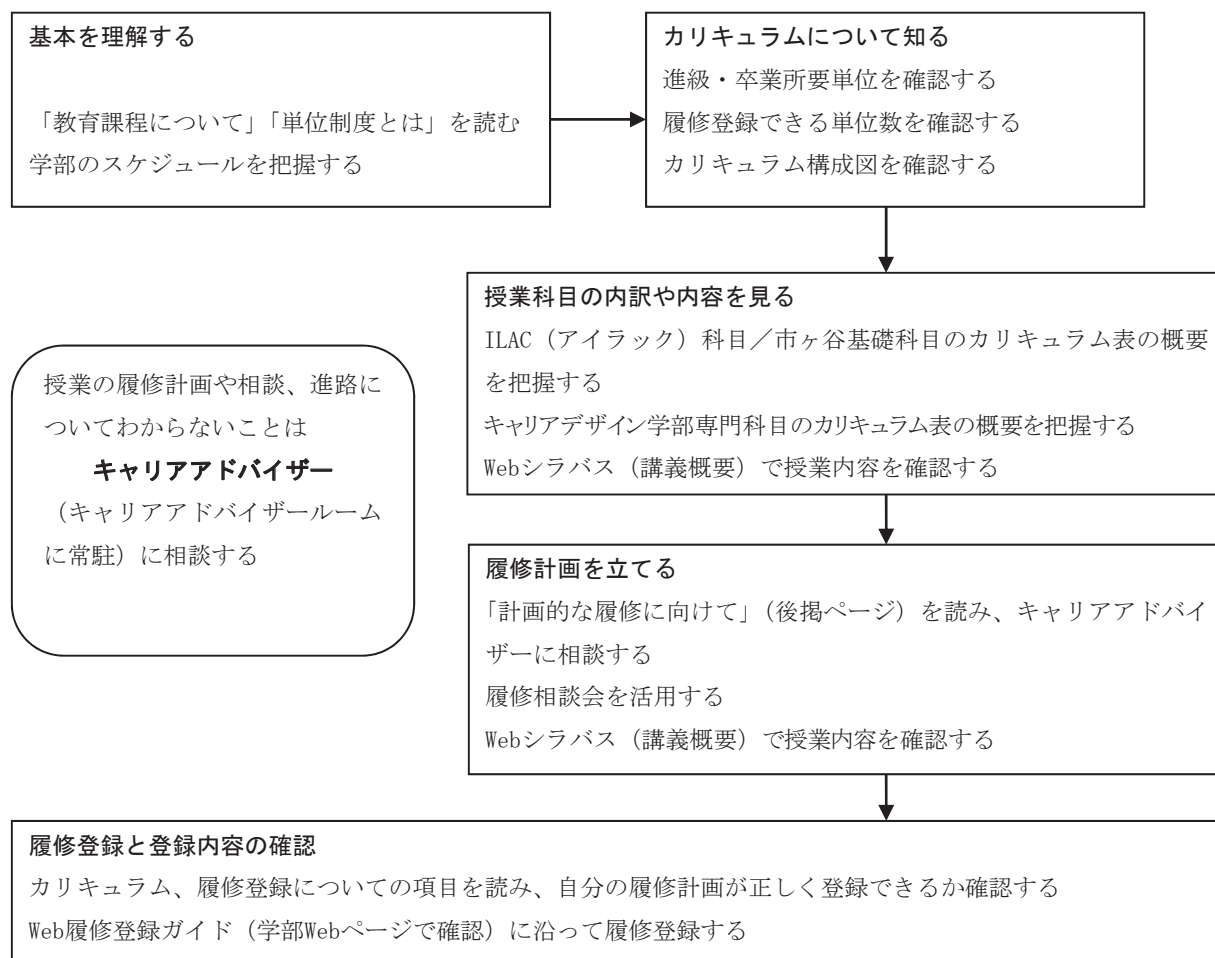 基本を理解する
「教育課程について」「単位制度とは」を読む
学部のスケジュールを把握する
カリキュラムについて知る
進級・卒業所要単位を確認する
履修登録できる単位数を確認する
カリキュラム構成図を確認する
授業科目の内訳や内容を見る
ILAC（アイラック）科目／市ヶ谷基礎科目のカリキュラム表の概要
を把握する
キャリアデザイン学部専門科目のカリキュラム表の概要を把握する
Webシラバス（講義概要）で授業内容を確認する
授業の履修計画や相談、進路に
ついてわからないことは
キャリアアドバイザー
（キャリアアドバイザールーム
に常駐）に相談する
履修計画を立てる
「計画的な履修に向けて」（後掲ページ）を読み、キャリアアドバイ
ザーに相談する
履修相談会を活用する
Webシラバス（講義概要）で授業内容を確認する
履修登録と登録内容の確認
カリキュラム、履修登録についての項目を読み、自分の履修計画が正しく登録できるか確認する
Web履修登録ガイド（学部Webページで確認）に沿って履修登録する